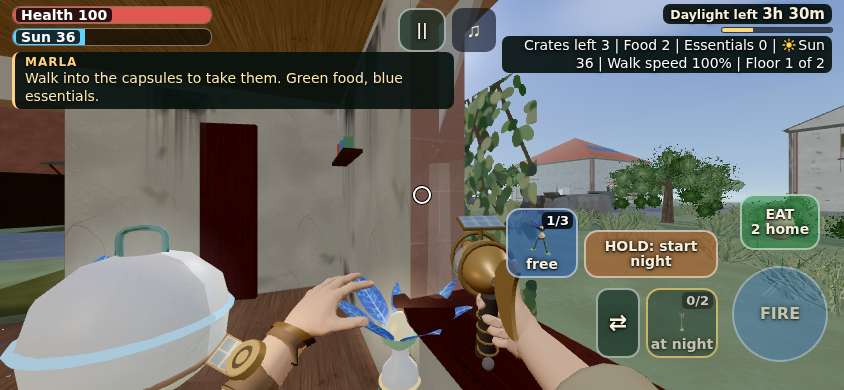 Health 100
Sun 36
MARLA
Walk into the capsules to take them. Green food, blue
essentials.
Daylight left 3h 30m
Crates left 3 | Food 2 | Essentials 0 | ☀Sun
36 | Walk speed 100% | Floor 1 of 2
1/3
free
HOLD: start
night
EAT
2 home
0/2
at night
FIRE